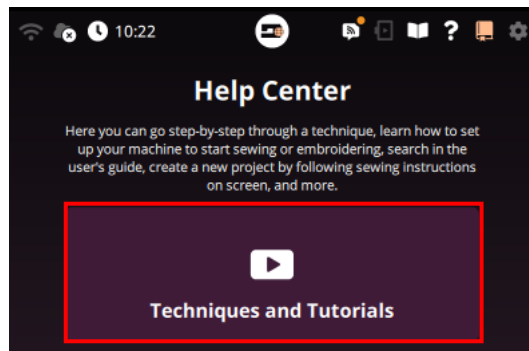 10:22
Help Center
Here you can go step-by-step through a technique, learn how to set
up your machine to start sewing or embroidering, search in the
user's guide, create a new project by following sewing instructions
on screen, and more.
Techniques and Tutorials